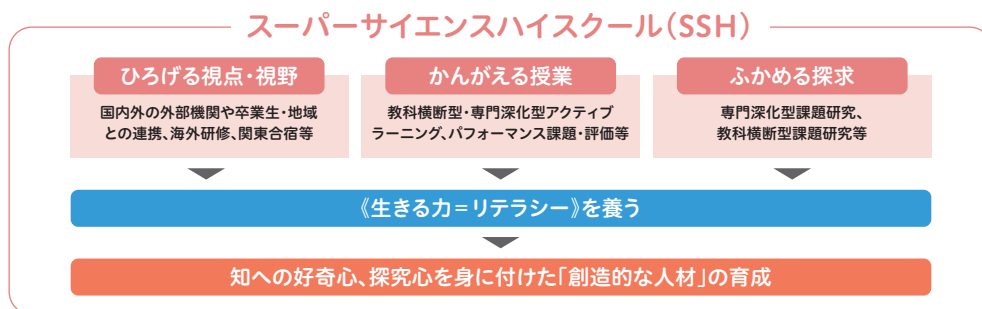 スーパーサイエンスハイスクール(SSH)
ひろげる視点・視野
国内外の外部機関や卒業生・地域
との連携、海外研修、関東合宿等
かんがえる授業
教科横断型・専門深化型アクティブ
ラーニング、パフォーマンス課題・評価等
ふかめる探求
専門深化型課題研究、
教科横断型課題研究等
《生きる力=リテラシー》を養う
知への好奇心、探究心を身に付けた「創造的な人材」の育成